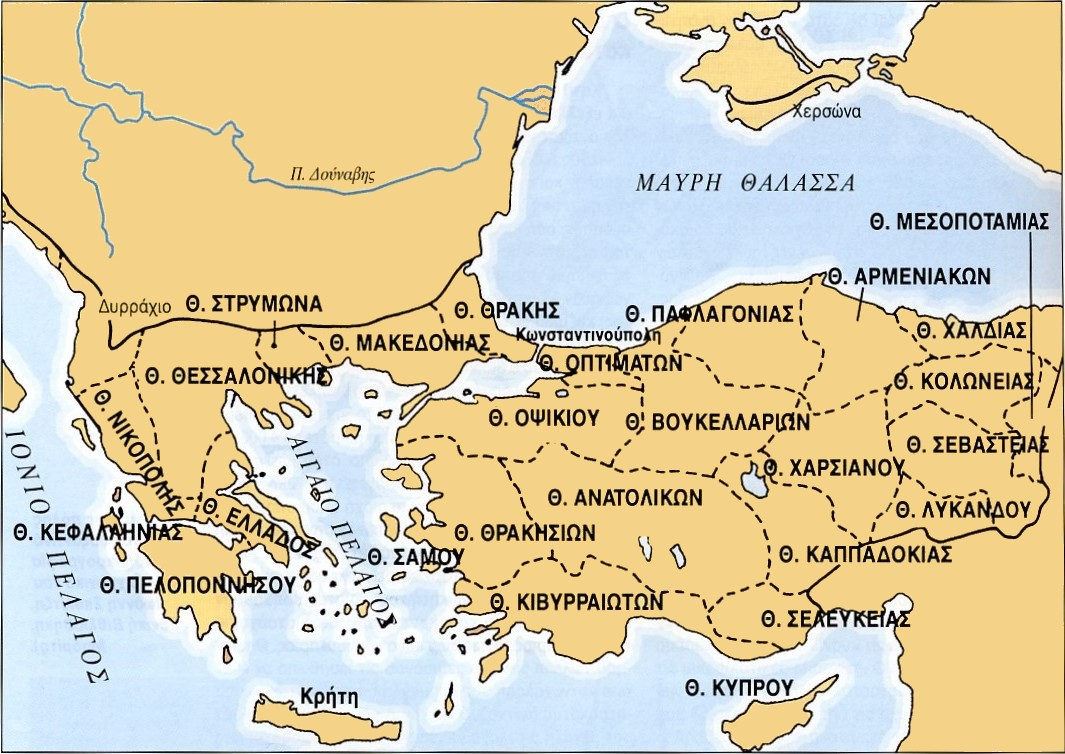 Χερσώνα
Π. Δούναβης
ΜΑΥΡΗ ΘΑΛΑΣΣΑ
Θ. ΜΕΣΟΠΟΤΑΜΙΑΣ
Θ. ΑΡΜΕΝΙΑΚΩΝ
Δυρράχιο
Θ. ΣΤΡΥΜΩΝΑ
Θ. ΘΡΑΚΗΣ
Θ. ΠΑΦΛΑΓΟΝΙΑΣ
Θ. ΧΑΛΔΙΑΣ
Κωνσταντινούπολη
Θ. ΜΑΚΕΔΟΝΙΑΣ
Θ. ΟΠΤΙΜΑΤΩΝ
Θ. ΘΕΣΣΑΛΟΝΙΚΗΣ
Θ. ΚΟΛΩΝΕΙΑΣ
Θ. ΝΙΚΟΠΟΛΗΣ
Θ. ΟΨΙΚΙΟΥ
Θ. ΒΟΥΚΕΛΛΑΡΙΩΝ
Θ. ΣΕΒΑΣΤΕΙΑΣ
ΙΟΝΙΟ ΠΕΛΑΓΟΣ
ΑΙΓΑΙΟ ΠΕΛΑΓΟΣ
Θ. ΧΑΡΣΙΑΝΟΥ
Θ. ΑΝΑΤΟΛΙΚΩΝ
Θ. ΛΥΚΑΝΔΟΥ
Θ. ΕΛΛΑΔΟΣ
Θ. ΚΕΦΑΛΛΗΝΙΑΣ
Θ. ΘΡΑΚΗΣΙΩΝ
Θ. ΣΑΜΟΥ
Θ. ΚΑΠΠΑΔΟΚΙΑΣ
Θ. ΠΕΛΟΠΟΝΝΗΣΟΥ
Θ. ΚΙΒΥΡΡΑΙΩΤΩΝ
Θ. ΣΕΛΕΥΚΕΙΑΣ
Θ. ΚΥΠΡΟΥ
Κρήτη